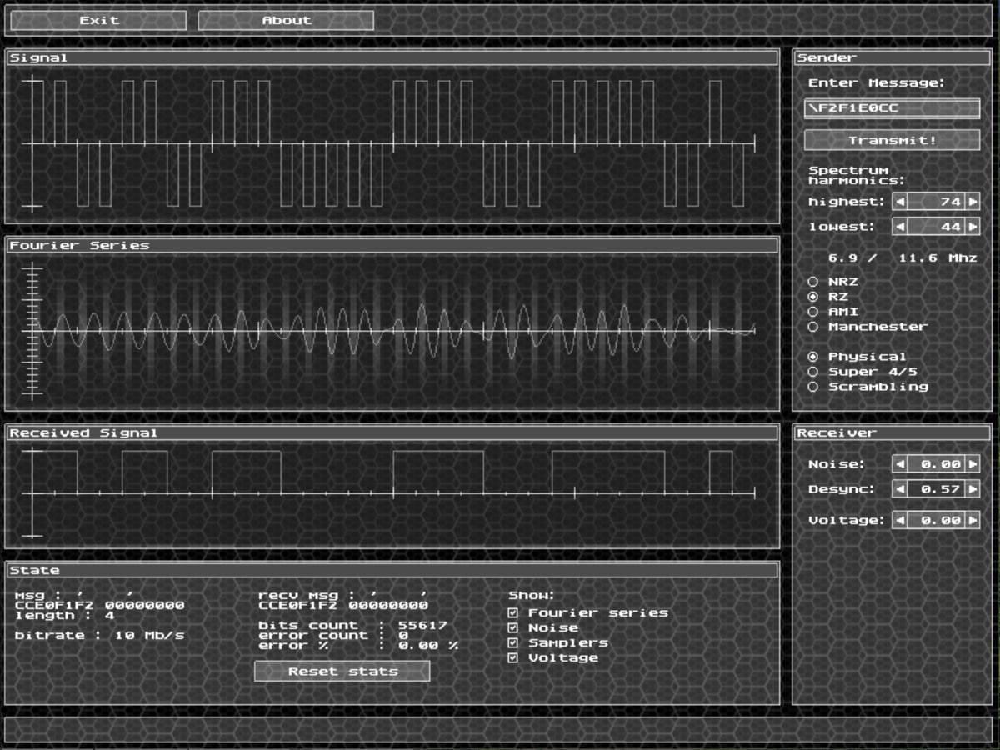 Exit About
Signal
Fourier Series
Received Signal
State
msg : ' '
CCE0F1F2 00000000
length : 4
bitrate : 10 Mb/s
recv msg : ' '
CCE0F1F2 00000000
bits count : 55617
error count : 0
error % : 0.00 %
Reset stats
Show:
Fourier series
Noise
Samplers
Voltage
Sender
Enter Message:
\F2F1E0CC
Transmit!
Spectrum
harmonics:
highest: 74
lowest: 44
6.9 / 11.6 Mhz
NRZ
RZ
AMI
Manchester
Physical
Super 4/5
Scrambling
Receiver
Noise: 0.00
Desync: 0.57
Voltage: 0.00